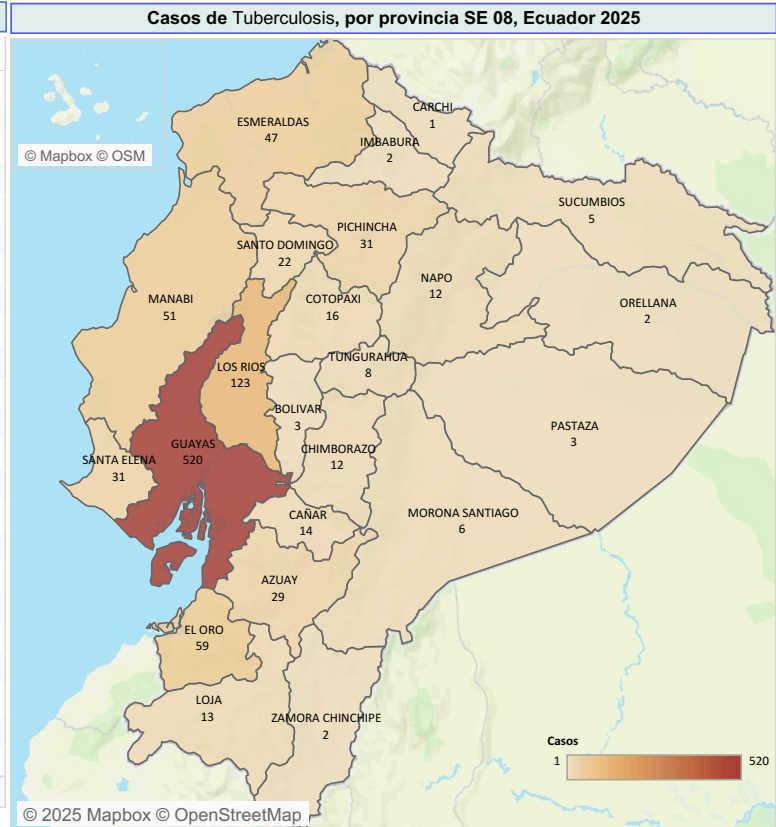 Casos de Tuberculosis, por provincia SE 08, Ecuador 2025
© Mapbox © OSM
CARCHI
1
ESMERALDAS
47
IMBABURA
2
SUCUMBIOS
5
PICHINCHA
31
SANTO DOMINGO
22
NAPO
12
MANABI
51
COTOPAXI
16
ORELLANA
2
TUNGURAHUA
8
LOS RIOS
123
BOLIVAR
3
PASTAZA
3
GUAYAS
520
CHIMBORAZO
12
SANTA ELENA
31
CAÑAR
14
MORONA SANTIAGO
6
AZUAY
29
EL ORO
59
LOJA
13
ZAMORA CHINCHIPE
2
Casos
1 520
© 2025 Mapbox © OpenStreetMap